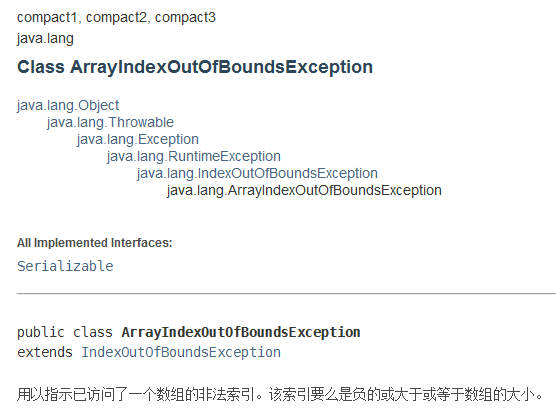 compact1, compact2, compact3
java.lang
Class ArrayIndexOutOfBoundsException
java.lang.Object
java.lang.Throwable
java.lang.Exception
java.lang.RuntimeException
java.lang.IndexOutOfBoundsException
java.lang.ArrayIndexOutOfBoundsException
All Implemented Interfaces:
Serializable
public class ArrayIndexOutOfBoundsException
extends IndexOutOfBoundsException
用以指示已访问了一个数组的非法索引。该索引要么是负的或大于或等于数组的大小。